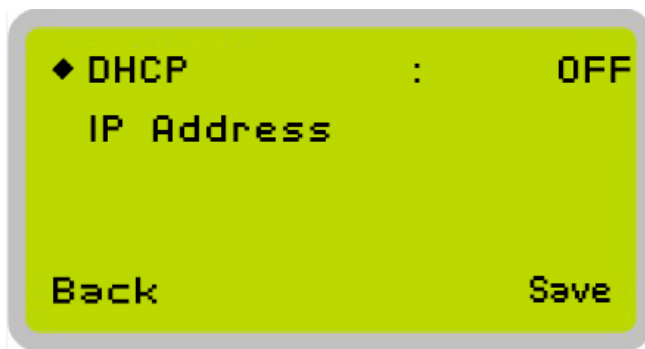 ◆ DHCP : OFF
IP Address
Back Save